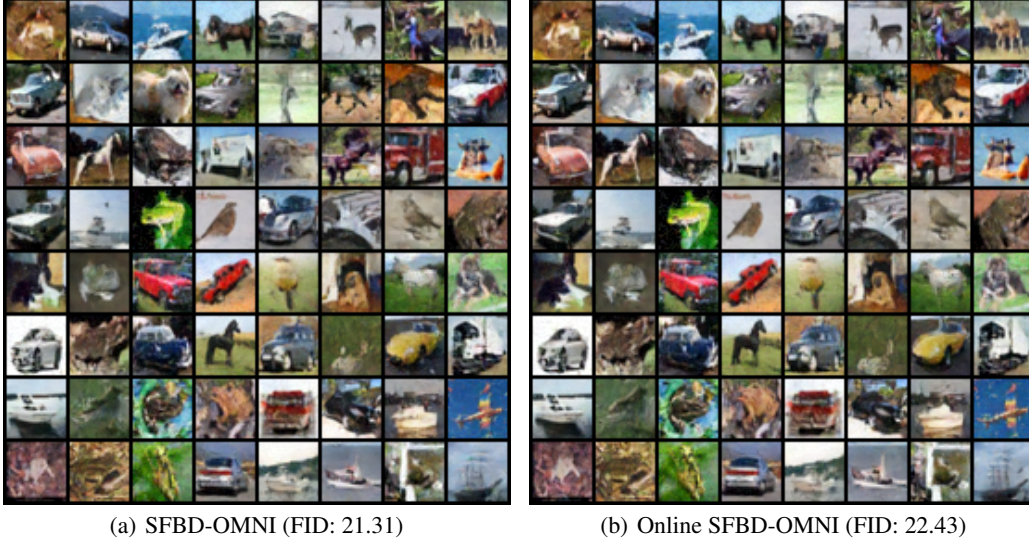 (a) SFBD-OMNI (FID: 21.31)
(b) Online SFBD-OMNI (FID: 22.43)